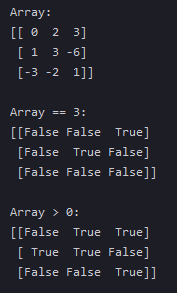 Array:
[[ 0  2  3]
 [ 1  3 -6]
 [-3 -2  1]]

Array == 3:
[[False False  True]
 [False  True False]
 [False False False]]

Array > 0:
[[False  True  True]
 [ True  True False]
 [False False  True]]